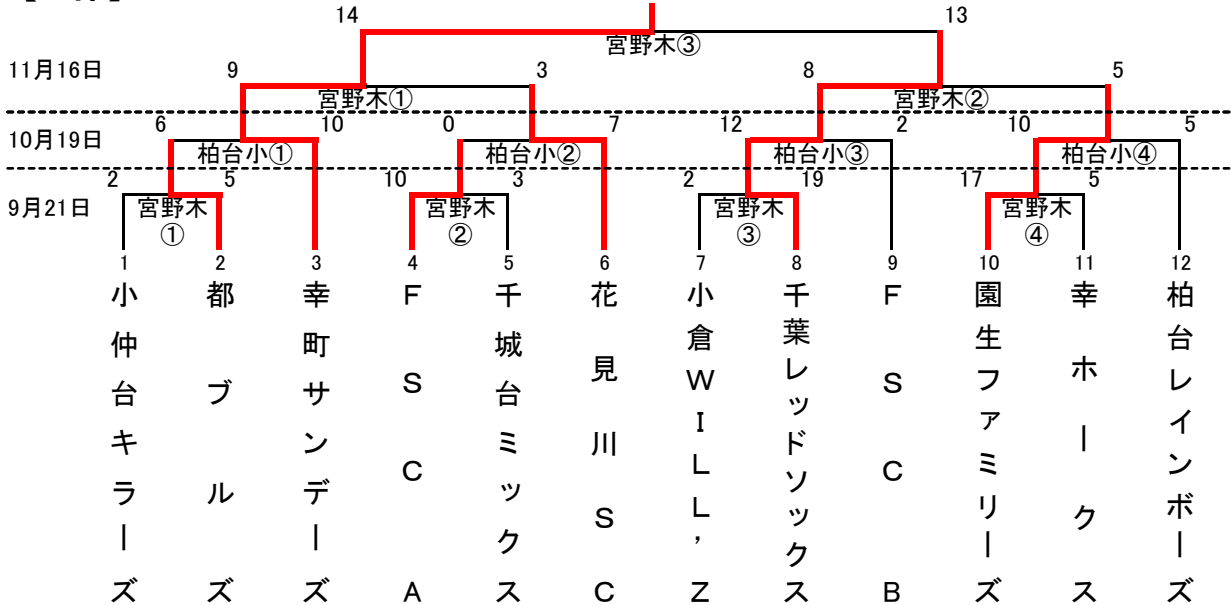 14 13
宮野木③
11月16日 9 3 8 5
宮野木① 宮野木②
6 10 0 7 12 2 10 5
10月19日 柏台小① 柏台小② 柏台小③ 柏台小④
2 5 10 3 2 19 17 5
9月21日 宮野木 宮野木 宮野木 宮野木
① ② ③ ④
1 2 3 4 5 6 7 8 9 10 11 12
小仲台キラーズ
都ブルズ
幸町サンデーズ
FSCA
千城台ミックス
花見川SC
小倉WILL,Z
千葉レッドソックス
FSCB
園生ファミリーズ
幸ホークス
柏台レインボーズ